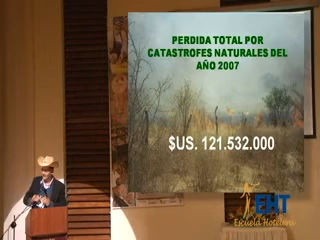 PERDIDA TOTAL POR
CATASTROFES NATURALES DEL
AÑO 2007
$US. 121.532.000
EHT
Escuela Hotelera